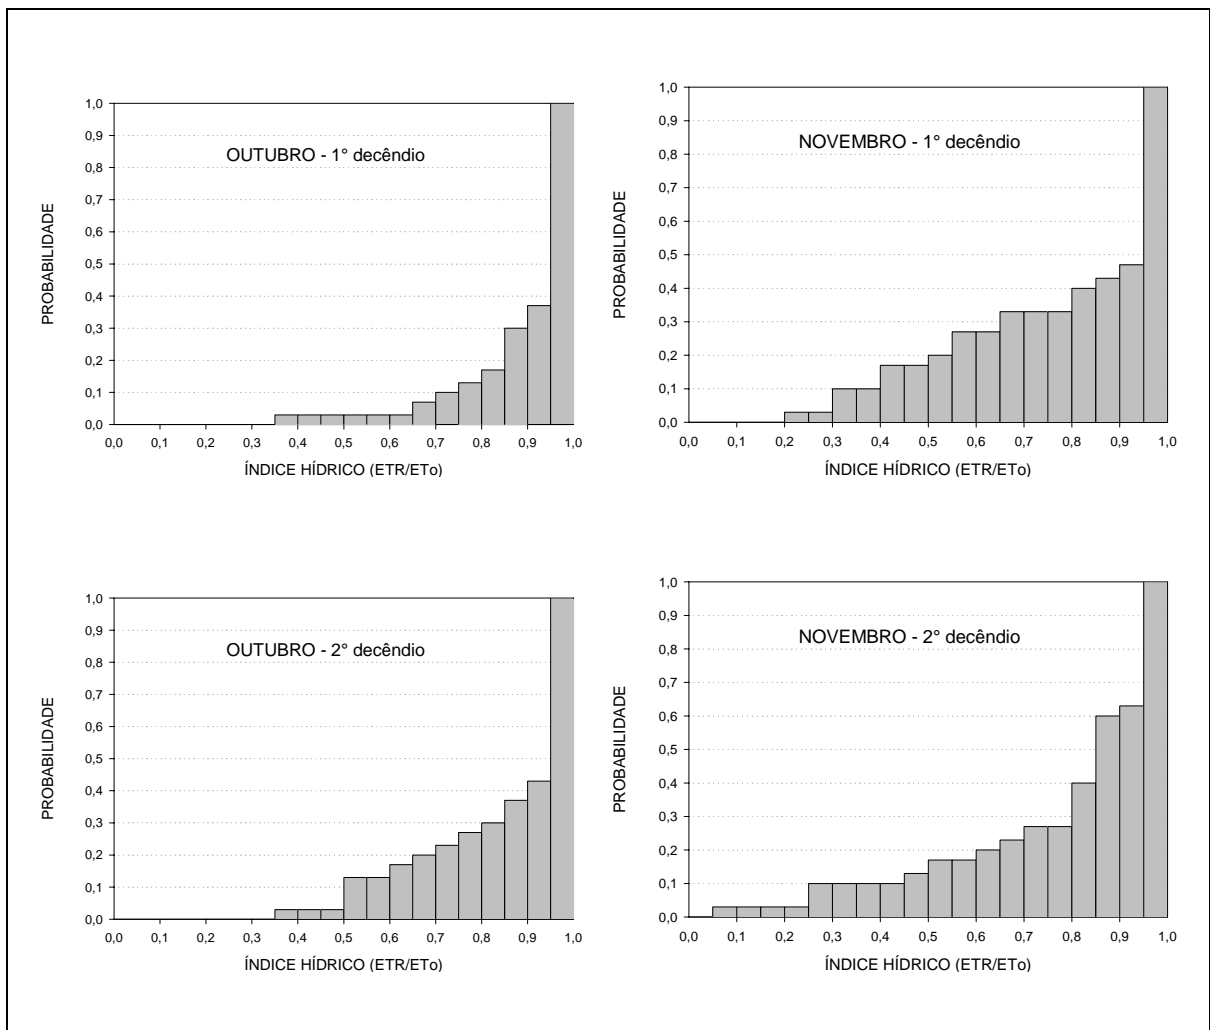 OUTUBRO - 1° decêndio
PROBABILIDADE
1,0
0,9
0,8
0,7
0,6
0,5
0,4
0,3
0,2
0,1
0,0
0,0 0,1 0,2 0,3 0,4 0,5 0,6 0,7 0,8 0,9 1,0
ÍNDICE HÍDRICO (ETR/ETo)
NOVEMBRO - 1° decêndio
PROBABILIDADE
1,0
0,9
0,8
0,7
0,6
0,5
0,4
0,3
0,2
0,1
0,0
0,0 0,1 0,2 0,3 0,4 0,5 0,6 0,7 0,8 0,9 1,0
ÍNDICE HÍDRICO (ETR/ETo)
OUTUBRO - 2° decêndio
PROBABILIDADE
1,0
0,9
0,8
0,7
0,6
0,5
0,4
0,3
0,2
0,1
0,0
0,0 0,1 0,2 0,3 0,4 0,5 0,6 0,7 0,8 0,9 1,0
ÍNDICE HÍDRICO (ETR/ETo)
NOVEMBRO - 2° decêndio
PROBABILIDADE
1,0
0,9
0,8
0,7
0,6
0,5
0,4
0,3
0,2
0,1
0,0
0,0 0,1 0,2 0,3 0,4 0,5 0,6 0,7 0,8 0,9 1,0
ÍNDICE HÍDRICO (ETR/ETo)